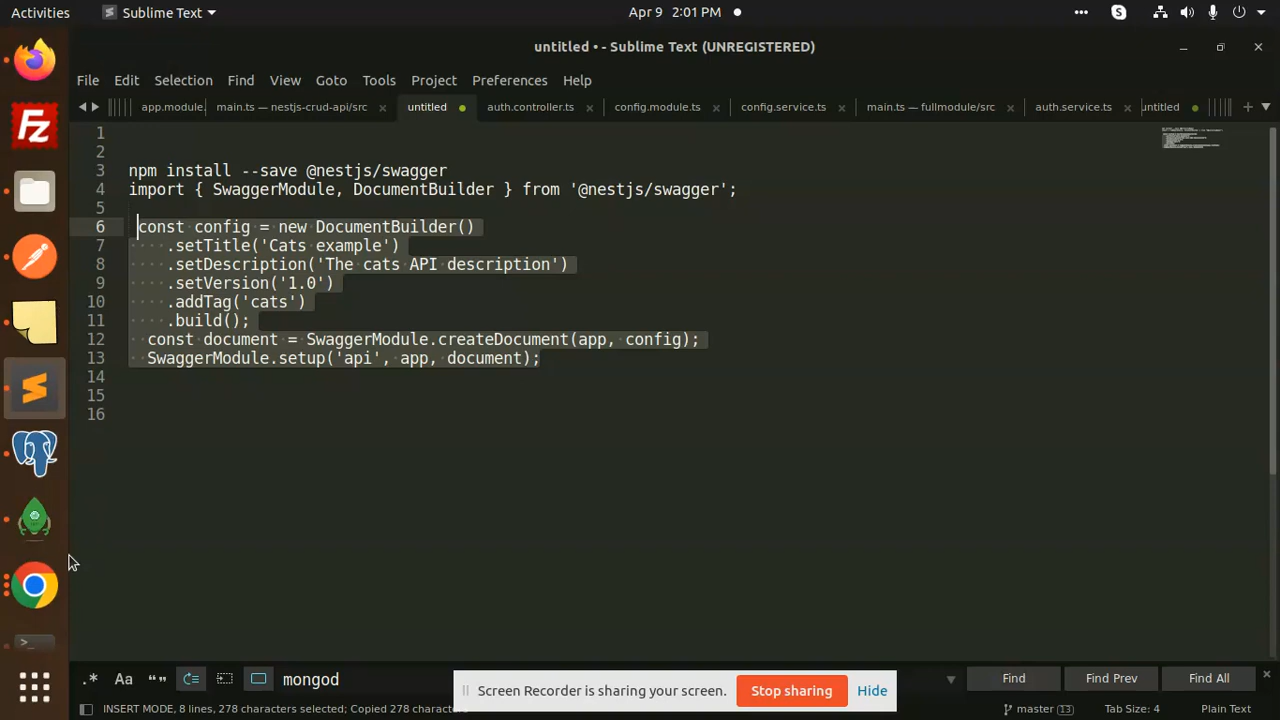 Activities
Sublime Text
Apr 9 2:01 PM
untitled • - Sublime Text (UNREGISTERED)
File Edit Selection Find View Goto Tools Project Preferences Help
app.module. main.ts — nestjs-crud-api/src untitled auth.controller.ts config.module.ts config.service.ts main.ts — fullmodule/src auth.service.ts untitled
1
2
3 npm install --save @nestjs/swagger
4 import { SwaggerModule, DocumentBuilder } from '@nestjs/swagger';
5
6 const config = new DocumentBuilder()
7 .setTitle('Cats example')
8 .setDescription('The cats API description')
9 .setVersion('1.0')
10 .addTag('cats')
11 .build();
12 const document = SwaggerModule.createDocument(app, config);
13 SwaggerModule.setup('api', app, document);
14
15
16
.* Aa “” mongod Find Find Prev Find All
Screen Recorder is sharing your screen. Stop sharing Hide
INSERT MODE, 8 lines, 278 characters selected; Copied 278 characters master 13 Tab Size: 4 Plain Text